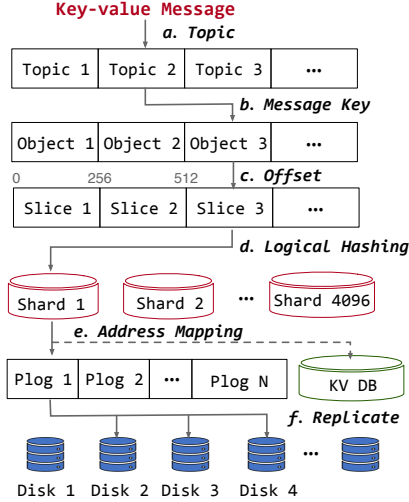 Key-value Message
a. Topic
Topic 1 Topic 2 Topic 3 ...
b. Message Key
Object 1 Object 2 Object 3 ...
0 256 512 c. Offset
Slice 1 Slice 2 Slice 3 ...
d. Logical Hashing
Shard 1 Shard 2 ... Shard 4096
e. Address Mapping
Plog 1 Plog 2 ... Plog N KV DB
f. Replicate
...
Disk 1 Disk 2 Disk 3 Disk 4